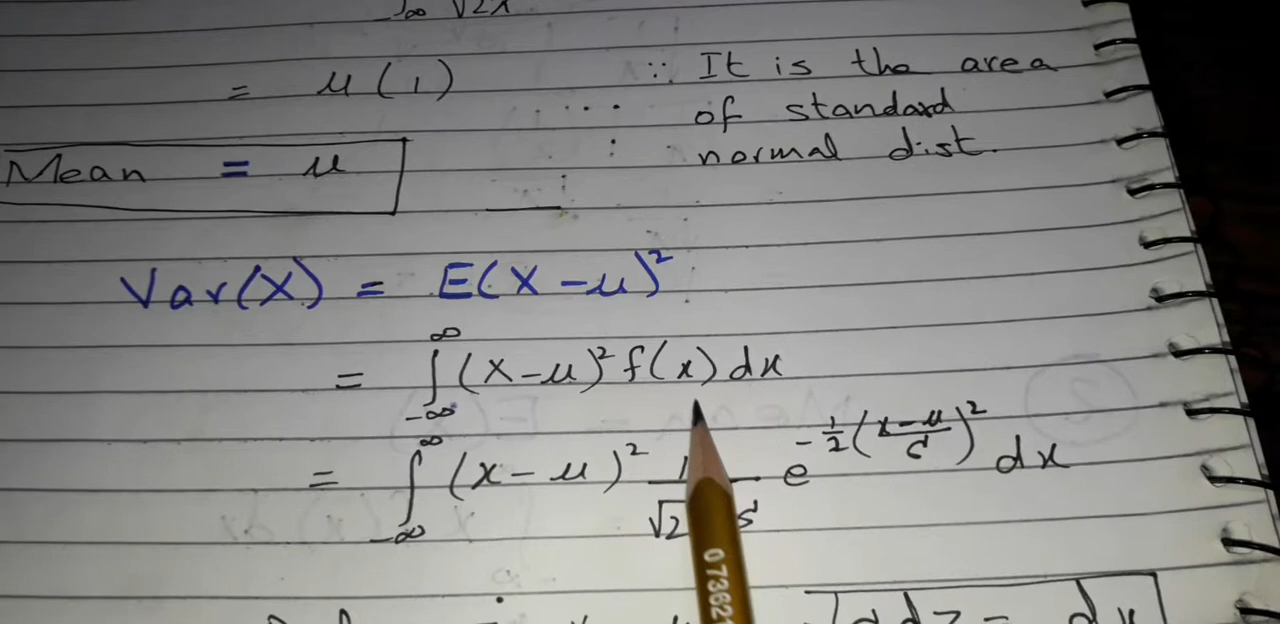 = μ(1) ∵ It is the area
of standard
normal dist.
Mean = μ
Var(X) = E(X-μ)²
= ∫_{-∞}^{∞} (x-μ)² f(x) dx
= ∫_{-∞}^{∞} (x-μ)² 1/√2 σ e^{-1/2((x-μ)/σ)²} dx
073621